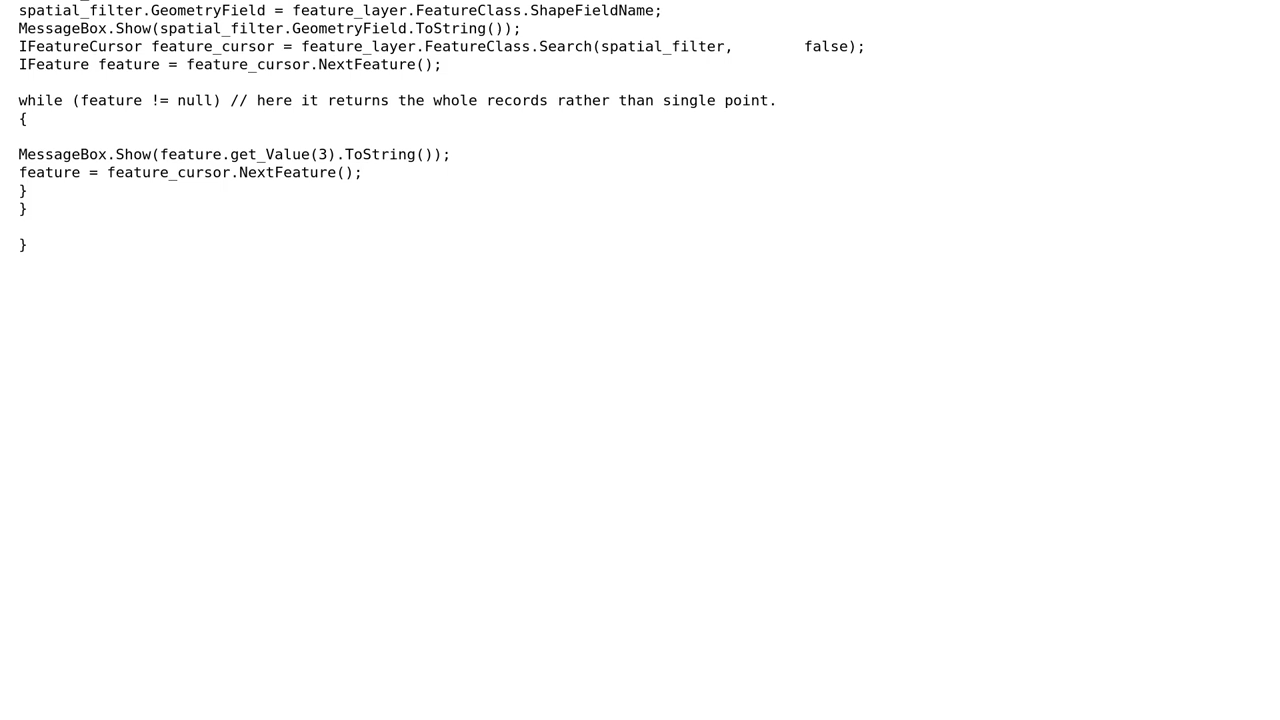 spatial_filter.GeometryField = feature_layer.FeatureClass.ShapeFieldName;
MessageBox.Show(spatial_filter.GeometryField.ToString());
IFeatureCursor feature_cursor = feature_layer.FeatureClass.Search(spatial_filter,        false);
IFeature feature = feature_cursor.NextFeature();

while (feature != null) // here it returns the whole records rather than single point.
{

MessageBox.Show(feature.get_Value(3).ToString());
feature = feature_cursor.NextFeature();
}
}

}